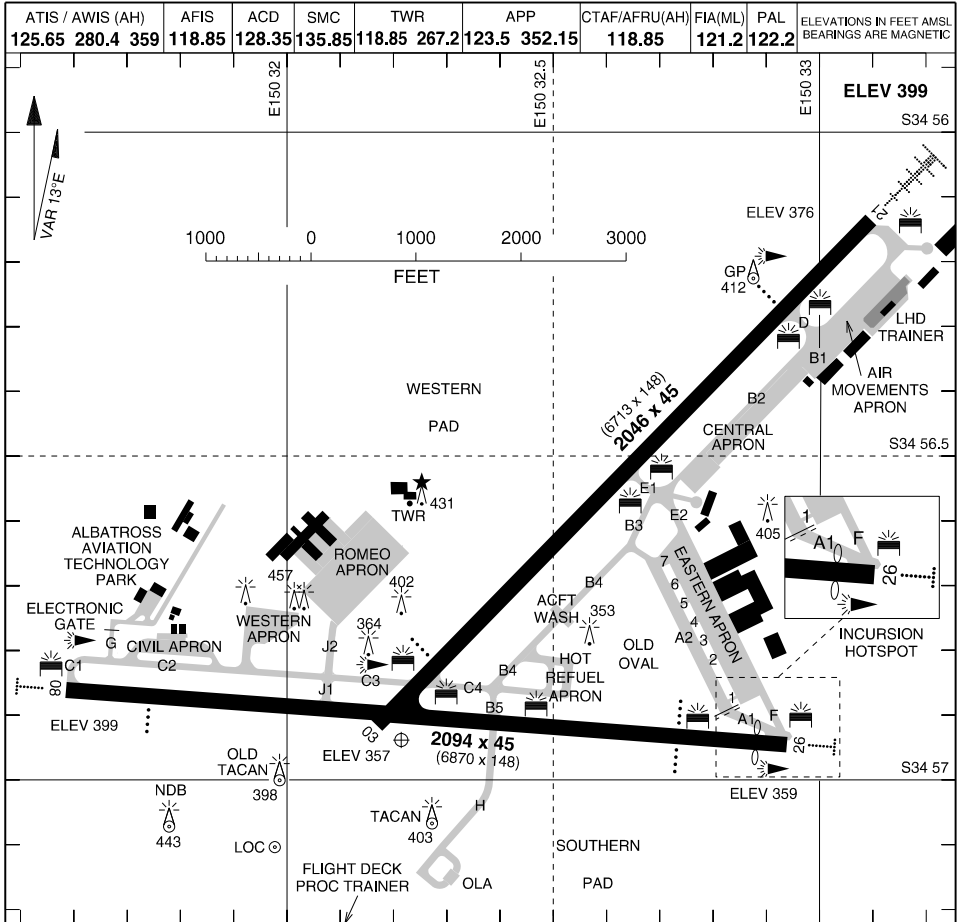 ATIS / AWIS (AH) AFIS ACD SMC TWR APP CTAF/AFRU(AH) FIA(ML) PAL ELEVATIONS IN FEET AMSL
125.65 280.4 359 118.85 128.35 135.85 118.85 267.2 123.5 352.15 118.85 121.2 122.2 BEARINGS ARE MAGNETIC
E150 32
E150 32.5
E150 33
ELEV 399
S34 56
VAR 13°E
ELEV 376
21
1000 0 1000 2000 3000
FEET
GP
412
D
LHD
TRAINER
B1
AIR
MOVEMENTS
APRON
WESTERN
PAD
(6713 x 148)
2046 x 45
B2
CENTRAL
APRON
S34 56.5
431
TWR
E1
E2
B3
405
1
A1
F
26
INCURSION
HOTSPOT
ALBATROSS
AVIATION
TECHNOLOGY
PARK
ROMEO
APRON
457
402
WESTERN
APRON
364
ELECTRONIC
GATE
G
CIVIL APRON
C1
C2
J2
J1
C3
C4
B4
ACFT
WASH
353
B4
HOT
REFUEL
APRON
B5
OLD
OVAL
EASTERN APRON
7
6
5
4
3
2
A2
1
A1
F
26
08
ELEV 399
03
ELEV 357
2094 x 45
(6870 x 148)
ELEV 359
S34 57
OLD
TACAN
398
NDB
443
LOC
TACAN
403
H
FLIGHT DECK
PROC TRAINER
OLA
SOUTHERN
PAD